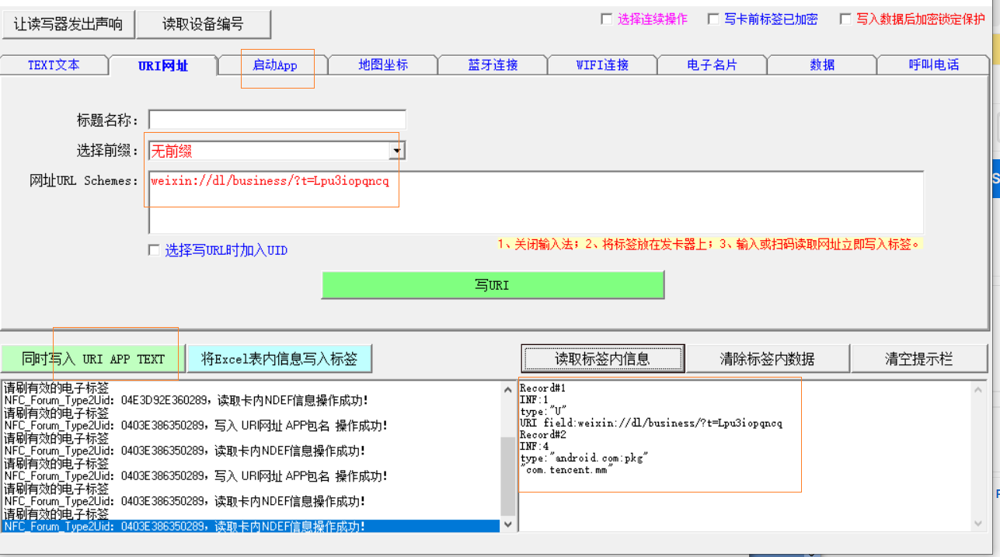 让读写器发出声响 读取设备编号 选择连续操作 写卡前标签已加密 写入数据后加密锁定保护
TEXT文本 URI网址 启动App 地图坐标 蓝牙连接 WIFI连接 电子名片 数据 呼叫电话
标题名称：
选择前缀： 无前缀
网址URL Schemes： weixin://dl/business/?t=Lpu3iopqncq
1、关闭输入法；2、将标签放在发卡器上；3、输入或扫码读取网址立即写入标签。
选择写URL时加入UID
写URI
同时写入 URI APP TEXT 将Excel表内信息写入标签 读取标签内信息 清除标签内数据 清空提示栏
请刷有效的电子标签
NFC_Forum_Type2Uid：04E3D92E360289，读取卡内NDEF信息操作成功！
请刷有效的电子标签
NFC_Forum_Type2Uid：0403E386350289，写入 URI网址 APP包名 操作成功！
请刷有效的电子标签
NFC_Forum_Type2Uid：0403E386350289，读取卡内NDEF信息操作成功！
请刷有效的电子标签
NFC_Forum_Type2Uid：0403E386350289，写入 URI网址 APP包名 操作成功！
请刷有效的电子标签
NFC_Forum_Type2Uid：0403E386350289，读取卡内NDEF信息操作成功！
请刷有效的电子标签
NFC_Forum_Type2Uid：0403E386350289，读取卡内NDEF信息操作成功！
Record#1
INF:1
type:"U"
URI field:weixin://dl/business/?t=Lpu3iopqncq
Record#2
INF:4
type:"android.com:pkg"
"com.tencent.mm"